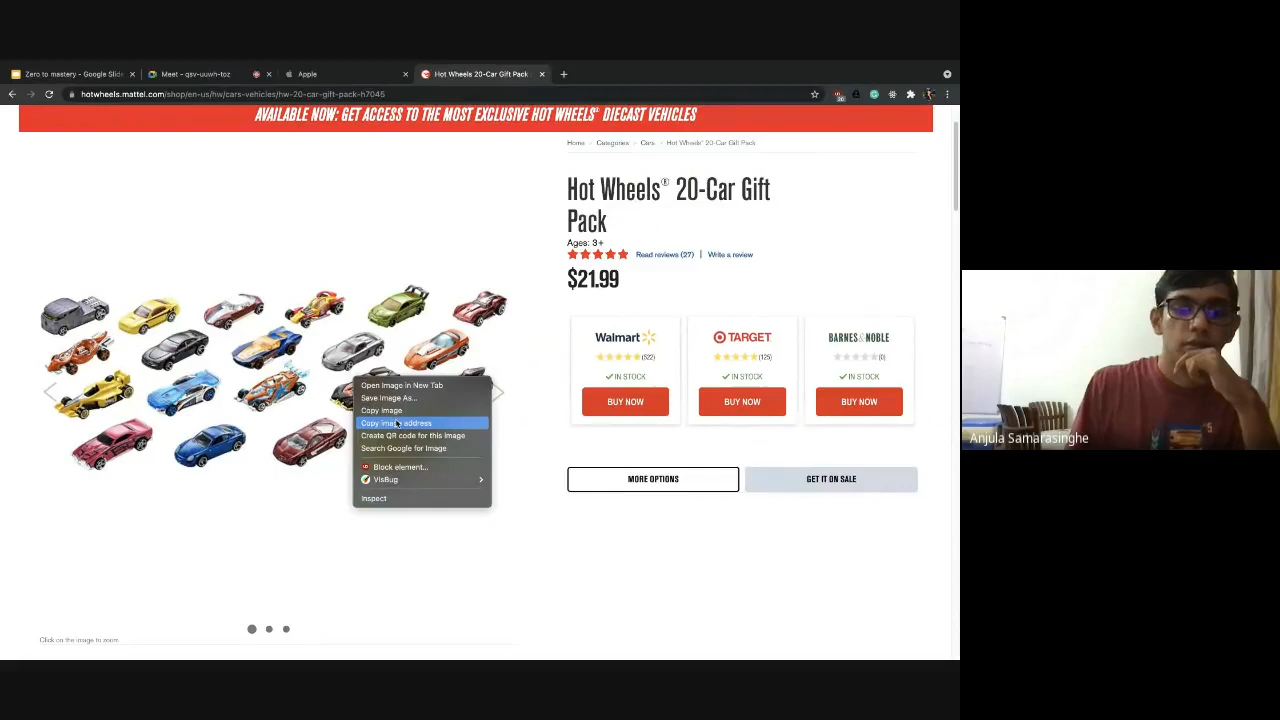 Zero to mastery - Google Slide
Meet - qsv-uuwh-toz
Apple
Hot Wheels 20-Car Gift Pack
hotwheels.mattel.com/shop/en-us/hw/cars-vehicles/hw-20-car-gift-pack-h7045
AVAILABLE NOW: GET ACCESS TO THE MOST EXCLUSIVE HOT WHEELS® DIECAST VEHICLES
Home > Categories > Cars > Hot Wheels® 20-Car Gift Pack
Hot Wheels® 20-Car Gift
Pack
Ages: 3+
Read reviews (27) | Write a review
$21.99
Walmart
(522)
IN STOCK
BUY NOW
TARGET
(125)
IN STOCK
BUY NOW
BARNES&NOBLE
(0)
IN STOCK
BUY NOW
MORE OPTIONS
GET IT ON SALE
Open Image in New Tab
Save Image As...
Copy Image
Copy Image address
Create QR code for this Image
Search Google for Image
Block element...
VisBug
Inspect
Click on the image to zoom
Anjula Samarasinghe